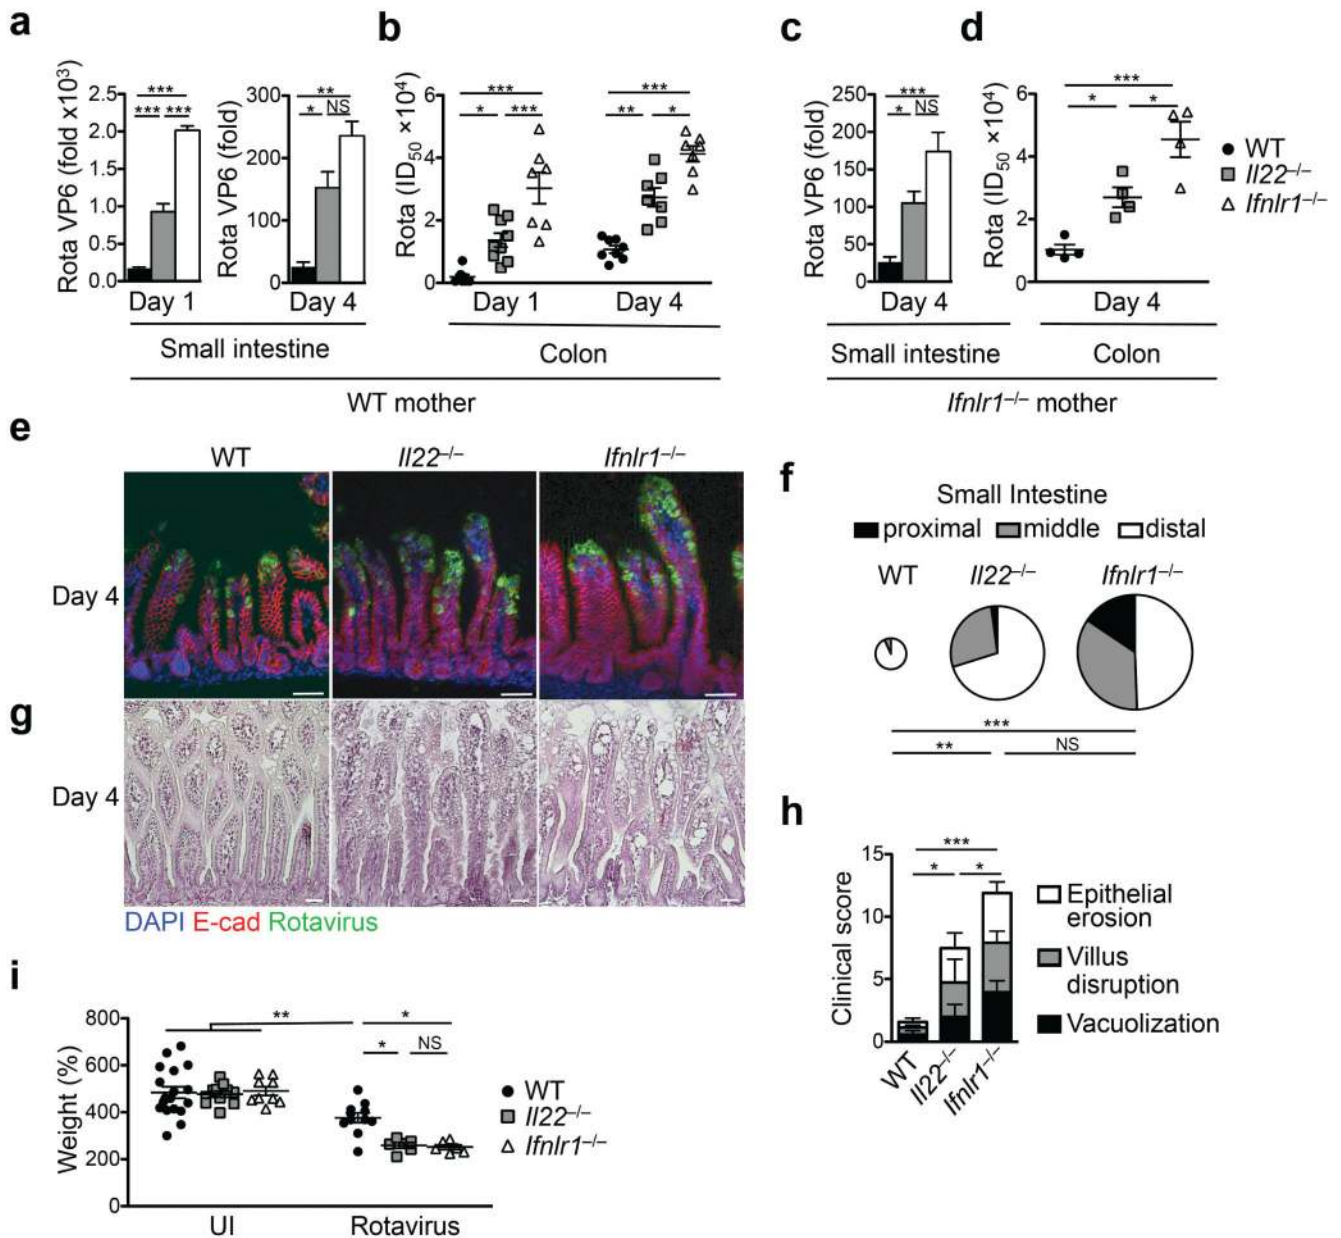 a
Rota VP6 (fold x10³)
2.5
2.0
1.5
1.0
0.5
0.0
***
*** ***
Day 1
Rota VP6 (fold)
300
200
100
0
**
* NS
Day 4
Small intestine
b
Rota (ID₅₀ ×10⁴)
6
4
2
0
***
* ***
***
** *
Day 1 Day 4
Colon
WT mother
c
Rota VP6 (fold)
250
200
150
100
50
0
***
* NS
Day 4
Small intestine
d
Rota (ID₅₀ ×10⁴)
6
4
2
0
***
* *
Day 4
Colon
WT
Il22⁻/⁻
Ifnlr1⁻/⁻
Ifnlr1⁻/⁻ mother
e
WT Il22⁻/⁻ Ifnlr1⁻/⁻
Day 4
f
Small Intestine
proximal middle distal
WT Il22⁻/⁻ Ifnlr1⁻/⁻
***
** NS
g
Day 4
DAPI E-cad Rotavirus
h
Clinical score
15
10
5
0
***
* *
WT Il22⁻/⁻ Ifnlr1⁻/⁻
Epithelial
erosion
Villus
disruption
Vacuolization
i
Weight (%)
800
600
400
200
0
** *
* NS
UI Rotavirus
WT
Il22⁻/⁻
Ifnlr1⁻/⁻